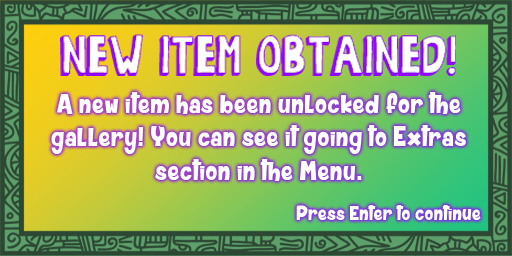 NEW ITEM OBTAINED!
A new item has been unlocked for the
gallery! You can see it going to Extras
section in the Menu.
Press Enter to continue